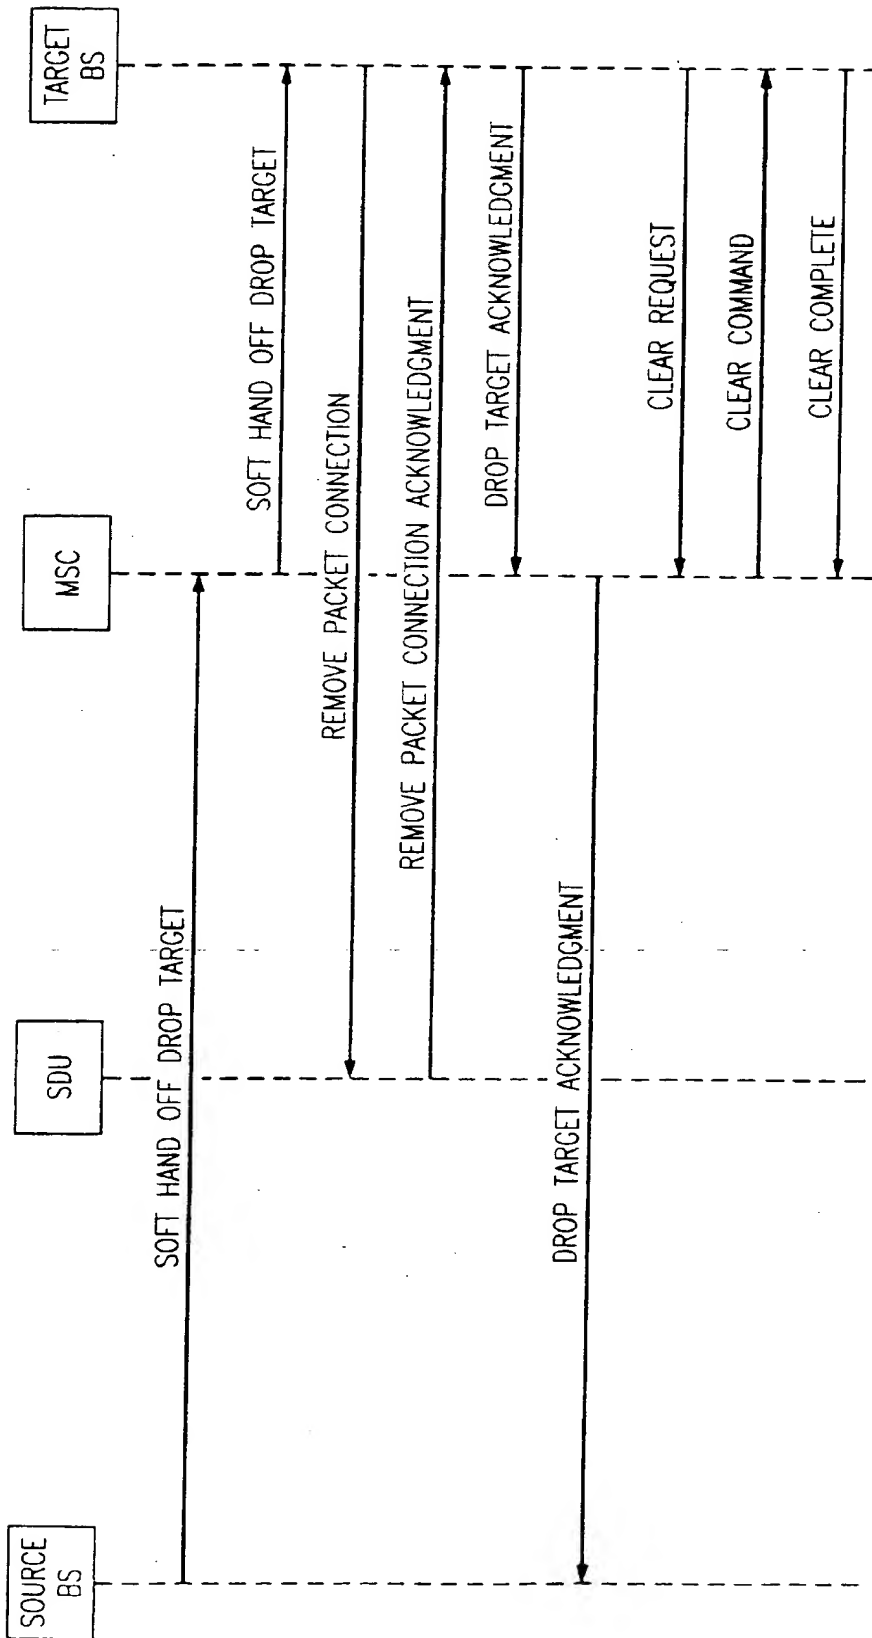 SOURCE
BS
SDU
MSC
TARGET
BS
SOFT HAND OFF DROP TARGET
SOFT HAND OFF DROP TARGET
REMOVE PACKET CONNECTION
REMOVE PACKET CONNECTION ACKNOWLEDGMENT
DROP TARGET ACKNOWLEDGMENT
DROP TARGET ACKNOWLEDGMENT
CLEAR REQUEST
CLEAR COMMAND
CLEAR COMPLETE